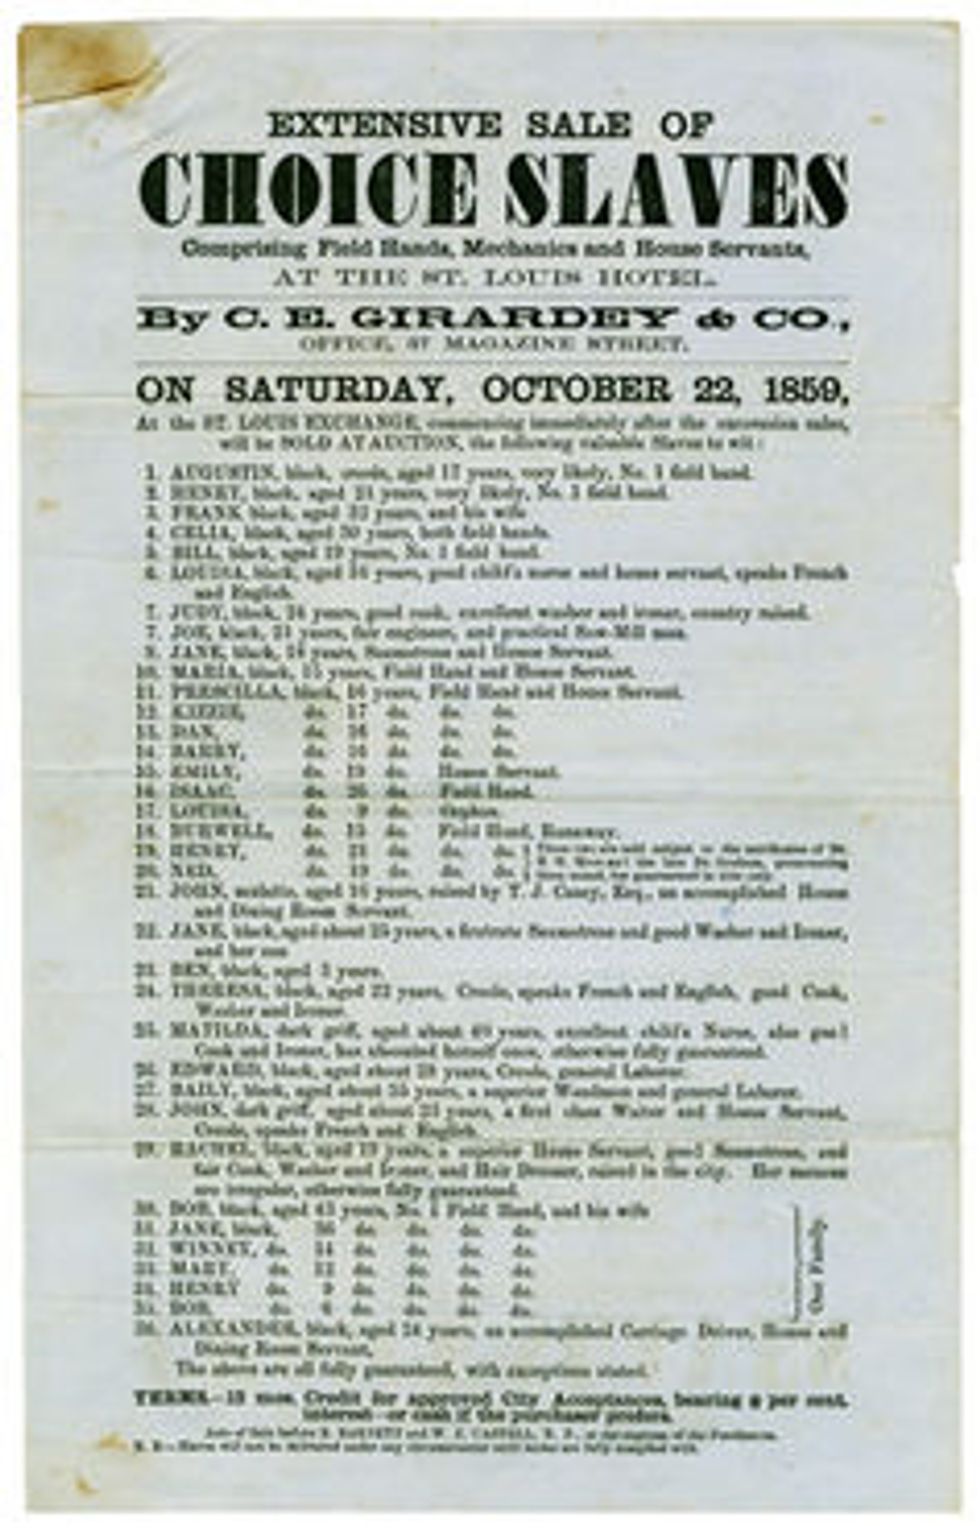 EXTENSIVE SALE OF
CHOICE SLAVES
Comprising Field Hands, Mechanics and House Servants,
AT THE ST. LOUIS HOTEL.
By C. E. GIRARDEY & CO.,
OFFICE, 37 MAGAZINE STREET.
ON SATURDAY, OCTOBER 22, 1859,
At the ST. LOUIS EXCHANGE, commencing immediately after the succession sales,
will be SOLD AT AUCTION, the following valuable Slaves to wit:
1. AUGUSTIN, black, creole, aged 17 years, very likely, No. 1 field hand.
2. HENRY, black, aged years, very likely, No. 1 field hand.
3. FRANK black, aged years, and his wife
4. CELIA, black, aged 30 years, both field hands.
5. BILL, black, aged 19 years, No. 1 field hand.
6. LOUISA, black, aged 16 years, good child's nurse and house servant, speaks French
and English.
7. JUDY, black, years, good cook, excellent washer and ironer, country raised.
7. JOE, black, years, fair engineer, and practical Saw-Mill man.
9. JANE, black, years, Seamstress and House Servant.
10. MARIA, black, 15 years, Field Hand and House Servant.
11. PRESCILLA, black, 16 years, Field Hand and House Servant.
12. KIZZIE, do. 17 do. do. do.
13. DAN, do. 16 do. do. do.
14. do. 16 do. do. do.
15. EMILY, do. 19 do. House Servant.
16. ISAAC, do. do. Field Hand.
17. LOUISA, do. 9 do. Orphan.
18. BURWELL, do. 15 do. Field Hand, Runaway.
19. HENRY, do. do. do. do.
20. NED, do. 19 do. do. do.
21. JOHN, mulatto, aged 16 years, raised by T. J. Esq., an accomplished House
and Dining Room Servant.
22. JANE, black, aged about 25 years, a firstrate Seamstress and good Washer and Ironer,
and her son
23. BEN, black, aged 3 years.
24. THERESA, black, aged 22 years, Creole, speaks French and English, good Cook,
Washer and Ironer.
25. MATILDA, dark griff, aged about 40 years, excellent child's Nurse, also good
Cook and Ironer, has absented herself once, otherwise fully guaranteed.
26. EDWARD, black, aged about 28 years, Creole, general Laborer.
27. BAILY, black, aged about 35 years, a superior Woodman and general Laborer.
28. JOHN, dark griff, aged about years, a first class Waiter and House Servant,
Creole, speaks French and English.
29. RACHEL, black, aged 19 years, a superior House Servant, good Seamstress, and
fair Cook, Washer and Ironer, and Hair Dresser, raised in the city. Her menses
are irregular, otherwise fully guaranteed.
30. BOB, black, aged years, No. 1 Field Hand, and his wife
31. JANE, black, do. do. do. do.
32. WINNEY, do. 14 do. do. do. do.
33. MARY, do. 12 do. do. do. do.
34. HENRY do. 9 do. do. do. do.
35. BOB, do. 6 do. do. do. do.
One Family.
36. ALEXANDER, black, aged years, an accomplished Carriage Driver, House and
Dining Room Servant,
The above are all fully guaranteed, with exceptions stated.
TERMS.—12 mos. Credit for approved City Acceptances, bearing per cent.
interest—or cash if the purchaser prefers.
N. B.—Slaves will not be delivered under any circumstances until terms are fully complied with.